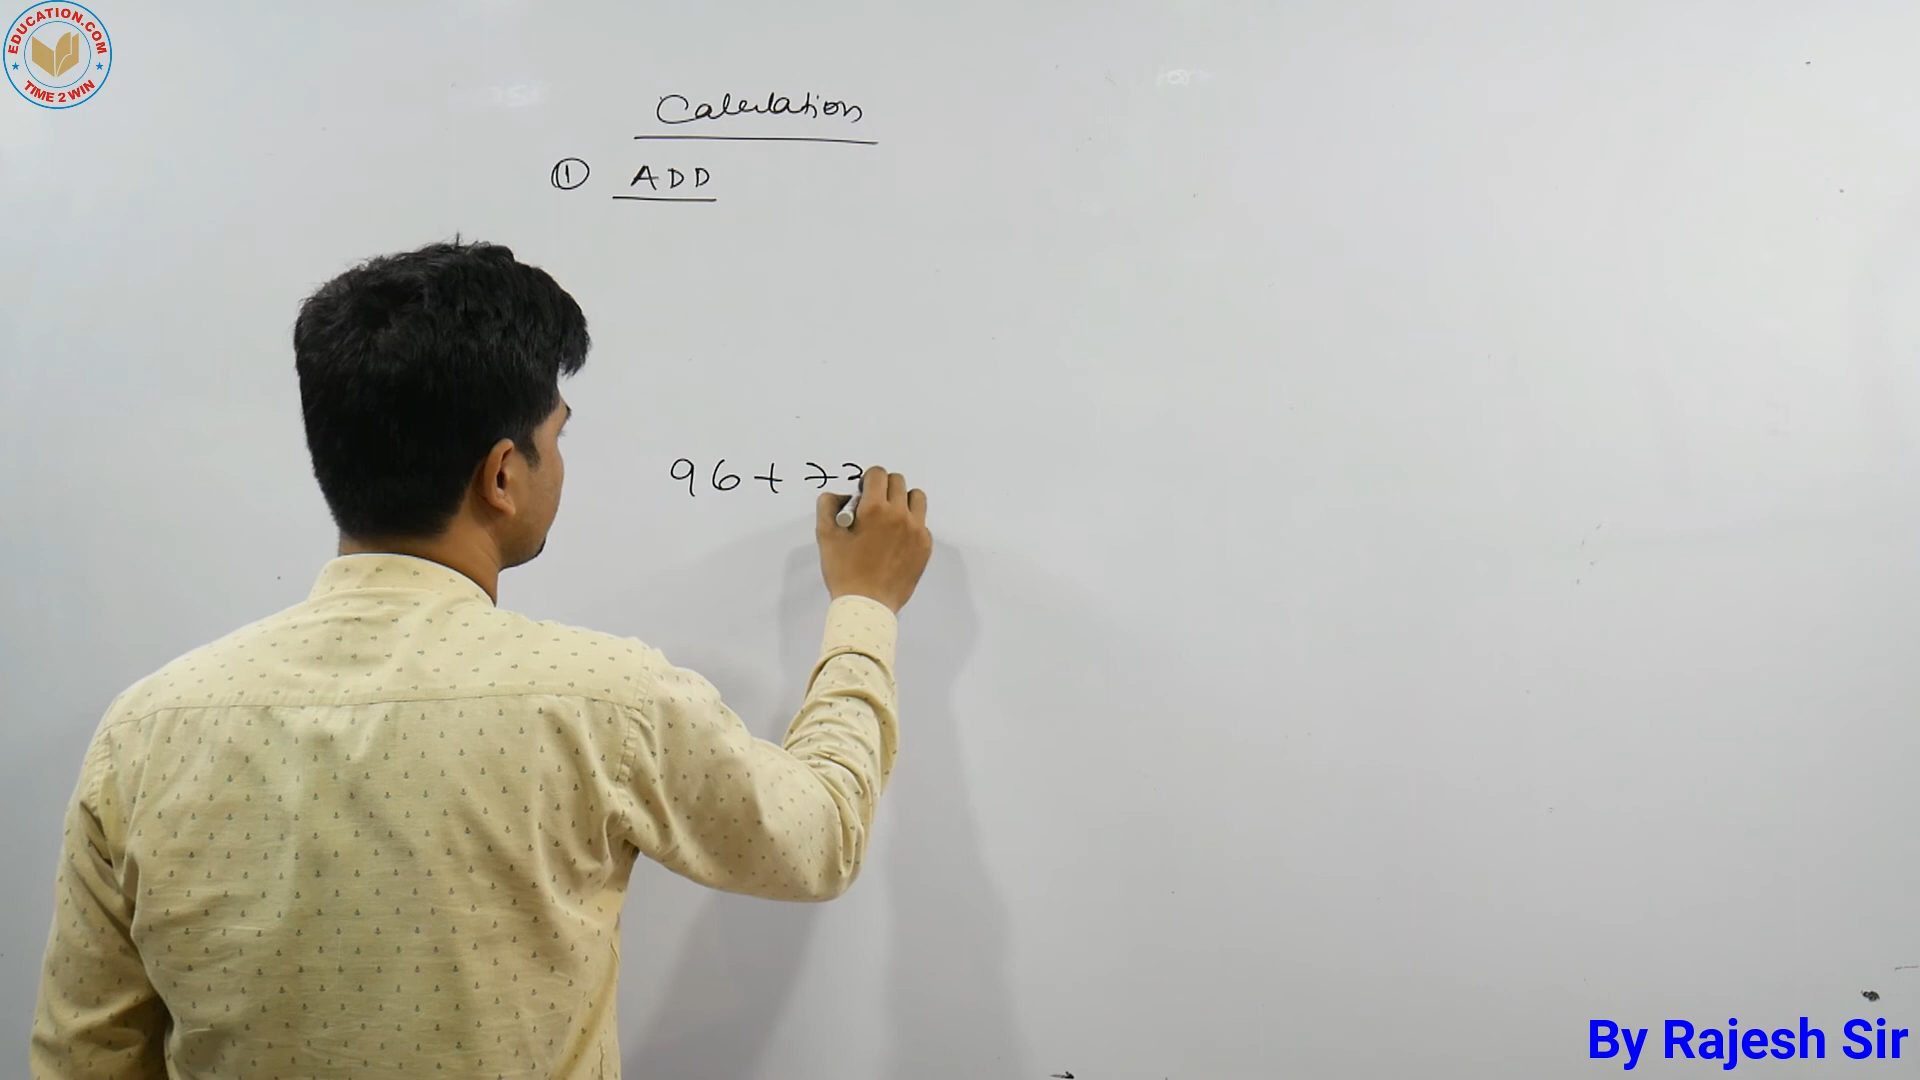 EDUCATION.COM
TIME 2 WIN
Calculation
① ADD
96 + 73
By Rajesh Sir